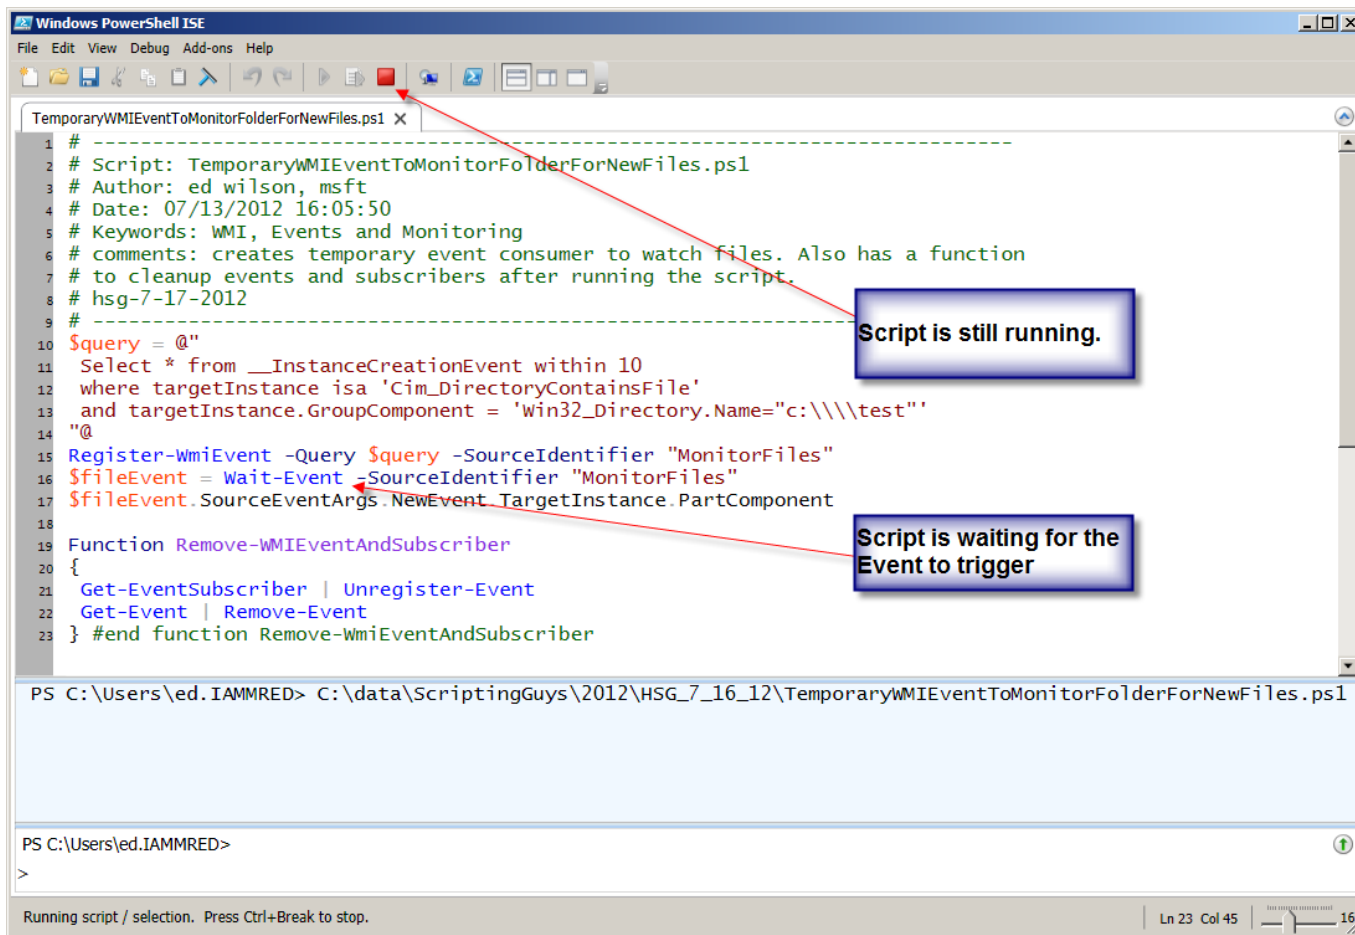 Windows PowerShell ISE
File Edit View Debug Add-ons Help
TemporaryWMIEventToMonitorFolderForNewFiles.ps1
1 # -----------------------------------------------------------------------------
2 # Script: TemporaryWMIEventToMonitorFolderForNewFiles.ps1
3 # Author: ed wilson, msft
4 # Date: 07/13/2012 16:05:50
5 # Keywords: WMI, Events and Monitoring
6 # comments: creates temporary event consumer to watch files. Also has a function
7 # to cleanup events and subscribers after running the script.
8 # hsg-7-17-2012
9 # ----------------------------------------------------------------
10 $query = @"
11 Select * from __InstanceCreationEvent within 10
12 where targetInstance isa 'Cim_DirectoryContainsFile'
13 and targetInstance.GroupComponent = 'Win32_Directory.Name="c:\\\\test"'
14 "@
15 Register-WmiEvent -Query $query -SourceIdentifier "MonitorFiles"
16 $fileEvent = Wait-Event -SourceIdentifier "MonitorFiles"
17 $fileEvent.SourceEventArgs.NewEvent.TargetInstance.PartComponent
18
19 Function Remove-WMIEventAndSubscriber
20 {
21 Get-EventSubscriber | Unregister-Event
22 Get-Event | Remove-Event
23 } #end function Remove-WmiEventAndSubscriber
Script is still running.
Script is waiting for the
Event to trigger
PS C:\Users\ed.IAMMRED> C:\data\ScriptingGuys\2012\HSG_7_16_12\TemporaryWMIEventToMonitorFolderForNewFiles.ps1
PS C:\Users\ed.IAMMRED>
>
Running script / selection. Press Ctrl+Break to stop.
Ln 23 Col 45
16